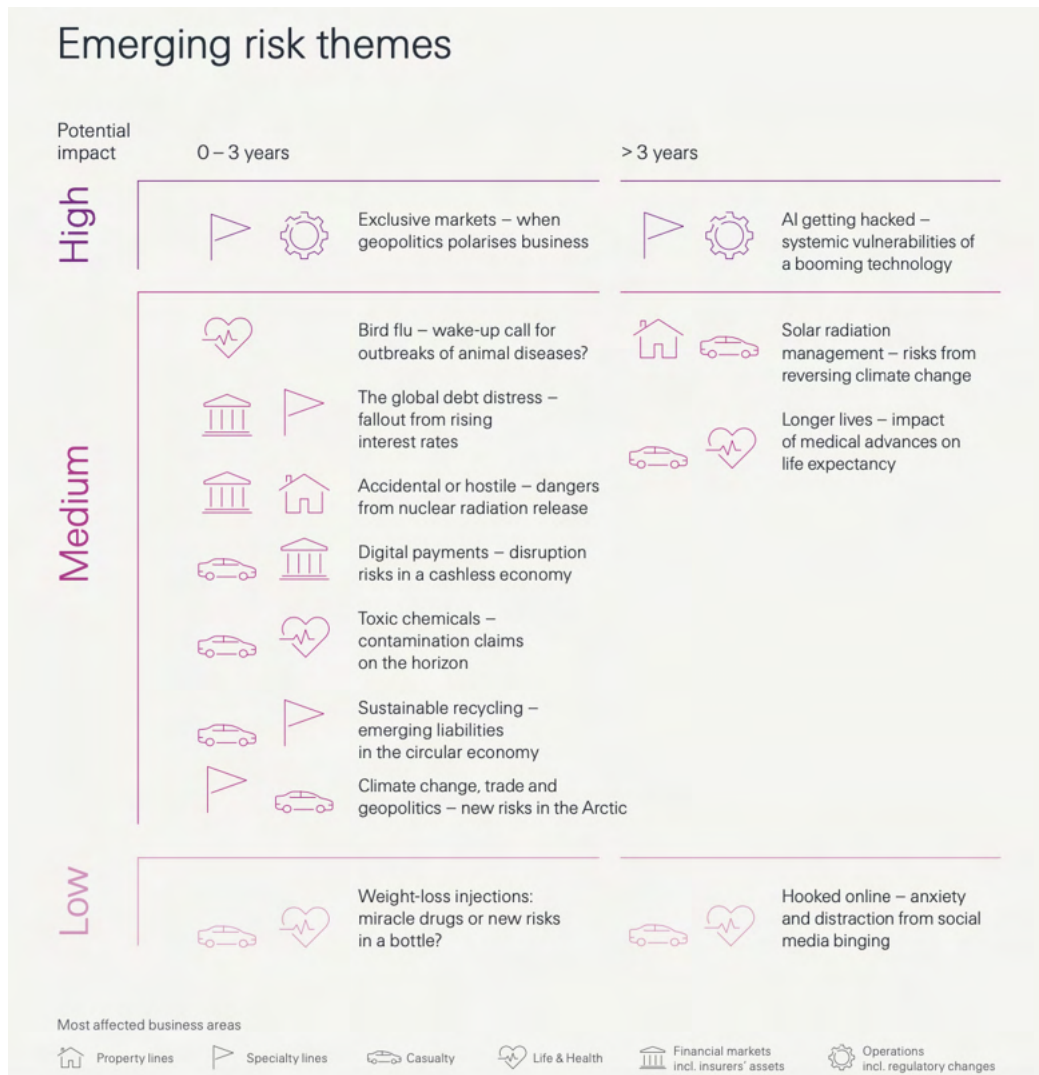 Emerging risk themes
Potential
impact
0 – 3 years
> 3 years
High
Exclusive markets – when
geopolitics polarises business
AI getting hacked –
systemic vulnerabilities of
a booming technology
Medium
Bird flu – wake-up call for
outbreaks of animal diseases?
The global debt distress –
fallout from rising
interest rates
Accidental or hostile – dangers
from nuclear radiation release
Digital payments – disruption
risks in a cashless economy
Toxic chemicals –
contamination claims
on the horizon
Sustainable recycling –
emerging liabilities
in the circular economy
Climate change, trade and
geopolitics – new risks in the Arctic
Solar radiation
management – risks from
reversing climate change
Longer lives – impact
of medical advances on
life expectancy
Low
Weight-loss injections:
miracle drugs or new risks
in a bottle?
Hooked online – anxiety
and distraction from social
media binging
Most affected business areas
Property lines
Specialty lines
Casualty
Life & Health
Financial markets
incl. insurers' assets
Operations
incl. regulatory changes